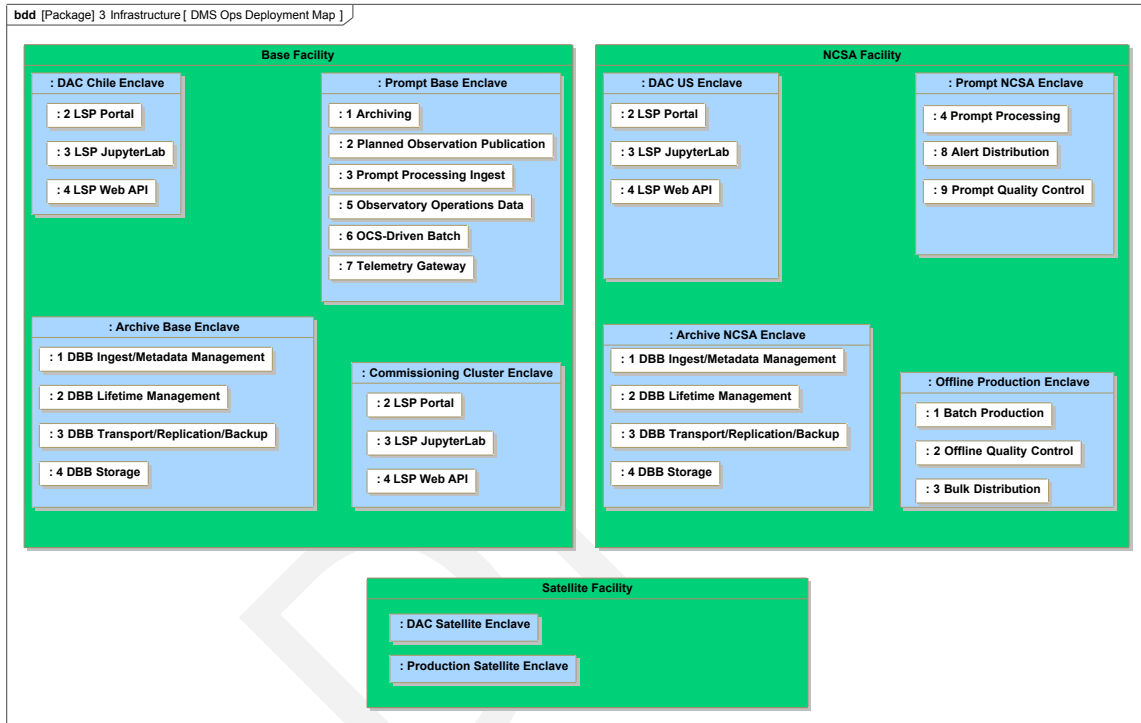 bdd [Package] 3 Infrastructure [ DMS Ops Deployment Map ]
Base Facility
: DAC Chile Enclave
: 2 LSP Portal
: 3 LSP JupyterLab
: 4 LSP Web API
: Prompt Base Enclave
: 1 Archiving
: 2 Planned Observation Publication
: 3 Prompt Processing Ingest
: 5 Observatory Operations Data
: 6 OCS-Driven Batch
: 7 Telemetry Gateway
: Archive Base Enclave
: 1 DBB Ingest/Metadata Management
: 2 DBB Lifetime Management
: 3 DBB Transport/Replication/Backup
: 4 DBB Storage
: Commissioning Cluster Enclave
: 2 LSP Portal
: 3 LSP JupyterLab
: 4 LSP Web API
NCSA Facility
: DAC US Enclave
: 2 LSP Portal
: 3 LSP JupyterLab
: 4 LSP Web API
: Prompt NCSA Enclave
: 4 Prompt Processing
: 8 Alert Distribution
: 9 Prompt Quality Control
: Archive NCSA Enclave
: 1 DBB Ingest/Metadata Management
: 2 DBB Lifetime Management
: 3 DBB Transport/Replication/Backup
: 4 DBB Storage
: Offline Production Enclave
: 1 Batch Production
: 2 Offline Quality Control
: 3 Bulk Distribution
Satellite Facility
: DAC Satellite Enclave
: Production Satellite Enclave